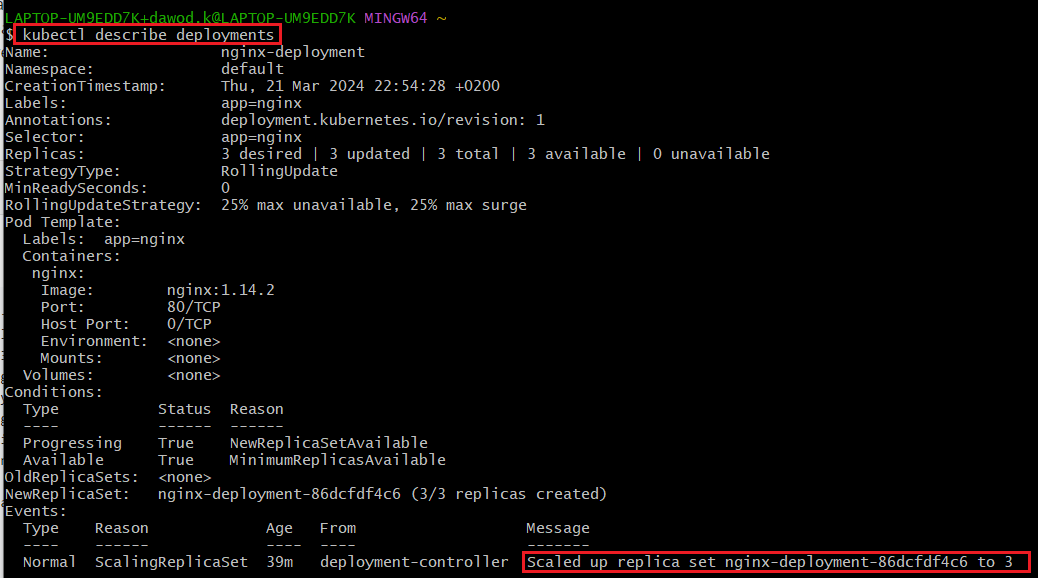 LAPTOP-UM9EDD7K+dawod.k@LAPTOP-UM9EDD7K MINGW64 ~
$ kubectl describe deployments
Name:                   nginx-deployment
Namespace:              default
CreationTimestamp:      Thu, 21 Mar 2024 22:54:28 +0200
Labels:                 app=nginx
Annotations:            deployment.kubernetes.io/revision: 1
Selector:               app=nginx
Replicas:               3 desired | 3 updated | 3 total | 3 available | 0 unavailable
StrategyType:           RollingUpdate
MinReadySeconds:        0
RollingUpdateStrategy:  25% max unavailable, 25% max surge
Pod Template:
  Labels:  app=nginx
  Containers:
   nginx:
    Image:         nginx:1.14.2
    Port:          80/TCP
    Host Port:     0/TCP
    Environment:   <none>
    Mounts:        <none>
  Volumes:         <none>
Conditions:
  Type           Status  Reason
  ----           ------  ------
  Progressing    True    NewReplicaSetAvailable
  Available      True    MinimumReplicasAvailable
OldReplicaSets:  <none>
NewReplicaSet:   nginx-deployment-86dcfdf4c6 (3/3 replicas created)
Events:
  Type    Reason             Age   From                   Message
  ----    ------             ----  ----                   -------
  Normal  ScalingReplicaSet  39m   deployment-controller  Scaled up replica set nginx-deployment-86dcfdf4c6 to 3